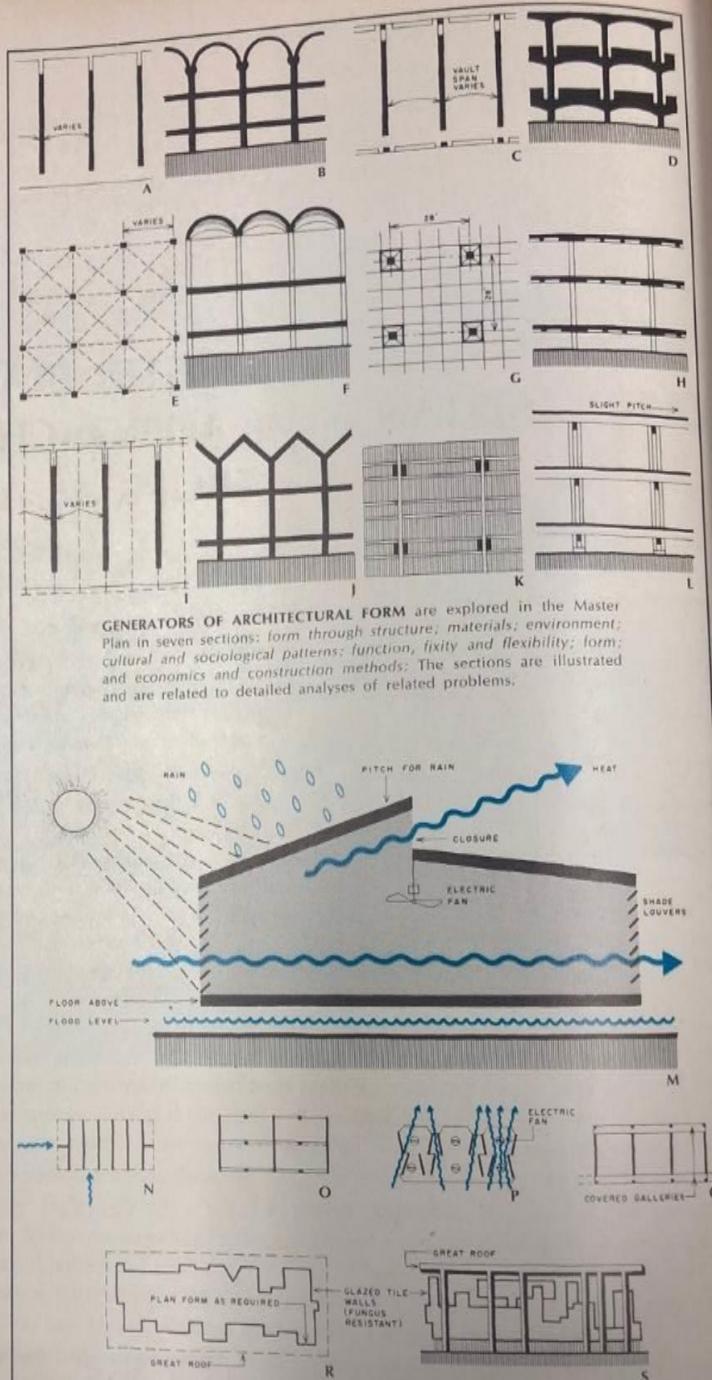 VARIES
A
B
VAULT
SPAN
VARIES
C
D
VARIES
E
F
28'
28'
G
H
VARIES
I
J
K
SLIGHT PITCH
L
GENERATORS OF ARCHITECTURAL FORM are explored in the Master
Plan in seven sections: form through structure; materials; environment;
cultural and sociological patterns; function, fixity and flexibility; form;
and economics and construction methods: The sections are illustrated
and are related to detailed analyses of related problems.
RAIN
PITCH FOR RAIN
HEAT
CLOSURE
ELECTRIC
FAN
SHADE
LOUVERS
FLOOR ABOVE
FLOOD LEVEL
M
N
O
ELECTRIC
FAN
P
COVERED GALLERIES
PLAN FORM AS REQUIRED
GREAT ROOF
R
GLAZED TILE
WALLS
(FUNGUS
RESISTANT)
GREAT ROOF
S